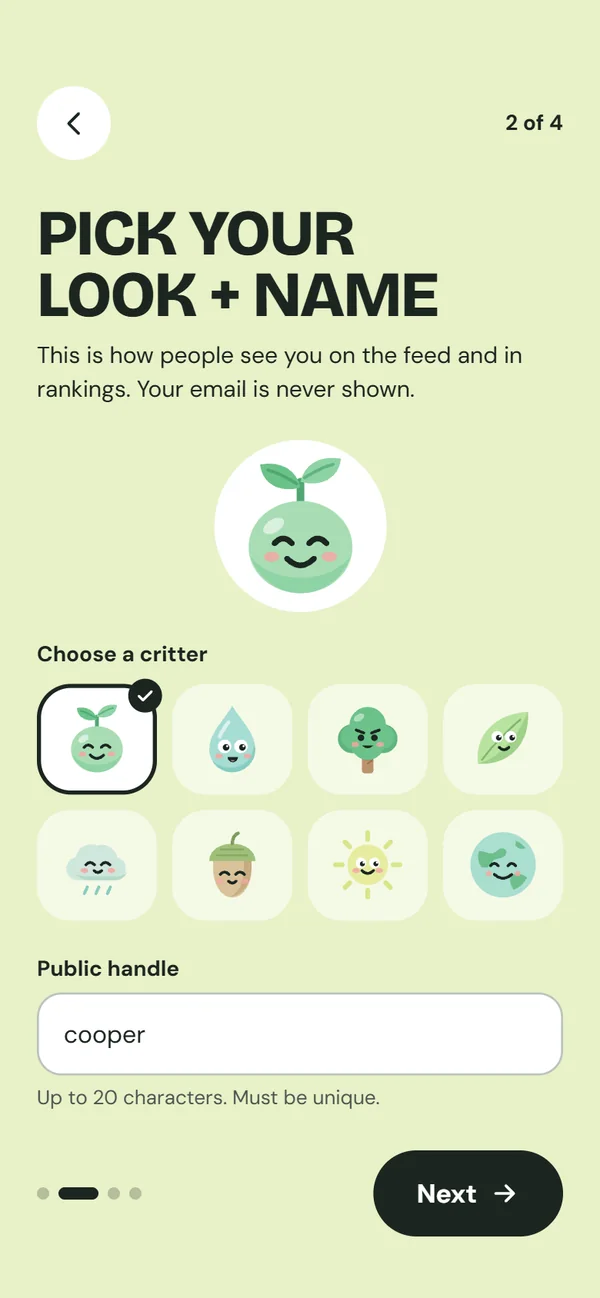 2 of 4
PICK YOUR
LOOK + NAME
This is how people see you on the feed and in
rankings. Your email is never shown.
Choose a critter
Public handle
cooper
Up to 20 characters. Must be unique.
Next